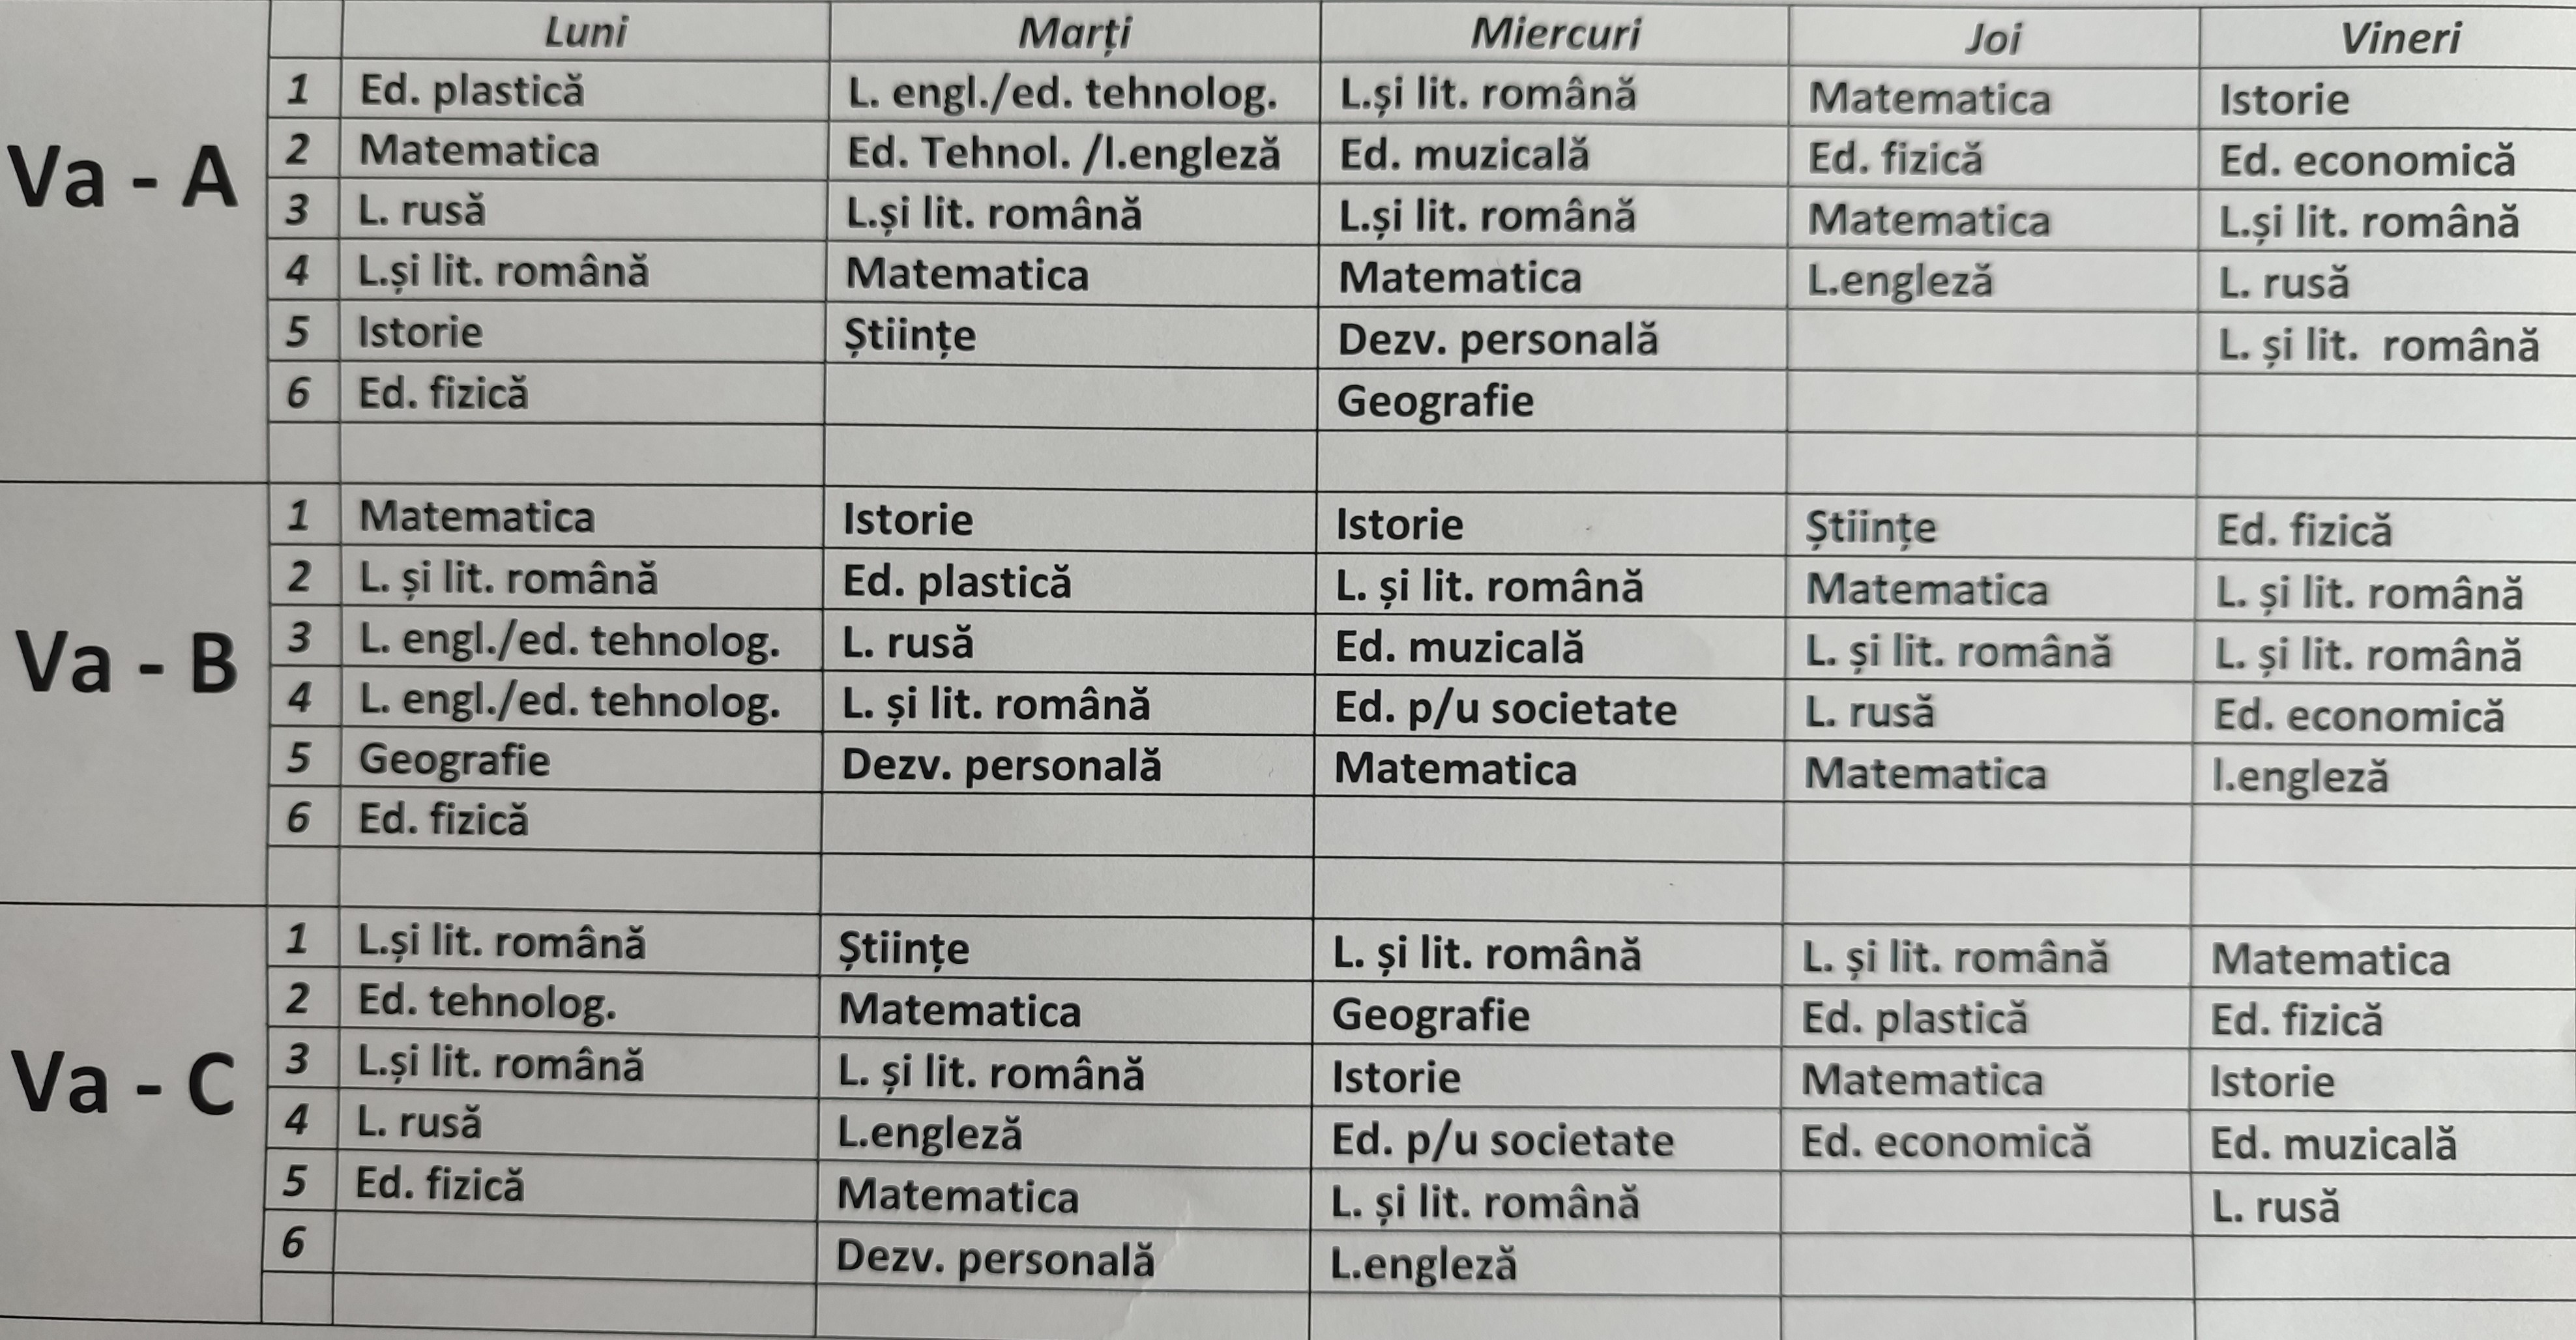 Luni Marți Miercuri Joi Vineri
Va - A
1 Ed. plastică L. engl./ed. tehnolog. L.și lit. română Matematica Istorie
2 Matematica Ed. Tehnol. /l.engleză Ed. muzicală Ed. fizică Ed. economică
3 L. rusă L.și lit. română L.și lit. română Matematica L.și lit. română
4 L.și lit. română Matematica Matematica L.engleză L. rusă
5 Istorie Științe Dezv. personală L. și lit. română
6 Ed. fizică Geografie
Va - B
1 Matematica Istorie Istorie Științe Ed. fizică
2 L. și lit. română Ed. plastică L. și lit. română Matematica L. și lit. română
3 L. engl./ed. tehnolog. L. rusă Ed. muzicală L. și lit. română L. și lit. română
4 L. engl./ed. tehnolog. L. și lit. română Ed. p/u societate L. rusă Ed. economică
5 Geografie Dezv. personală Matematica Matematica l.engleză
6 Ed. fizică
Va - C
1 L.și lit. română Științe L. și lit. română L. și lit. română Matematica
2 Ed. tehnolog. Matematica Geografie Ed. plastică Ed. fizică
3 L.și lit. română L. și lit. română Istorie Matematica Istorie
4 L. rusă L.engleză Ed. p/u societate Ed. economică Ed. muzicală
5 Ed. fizică Matematica L. și lit. română L. rusă
6 Dezv. personală L.engleză